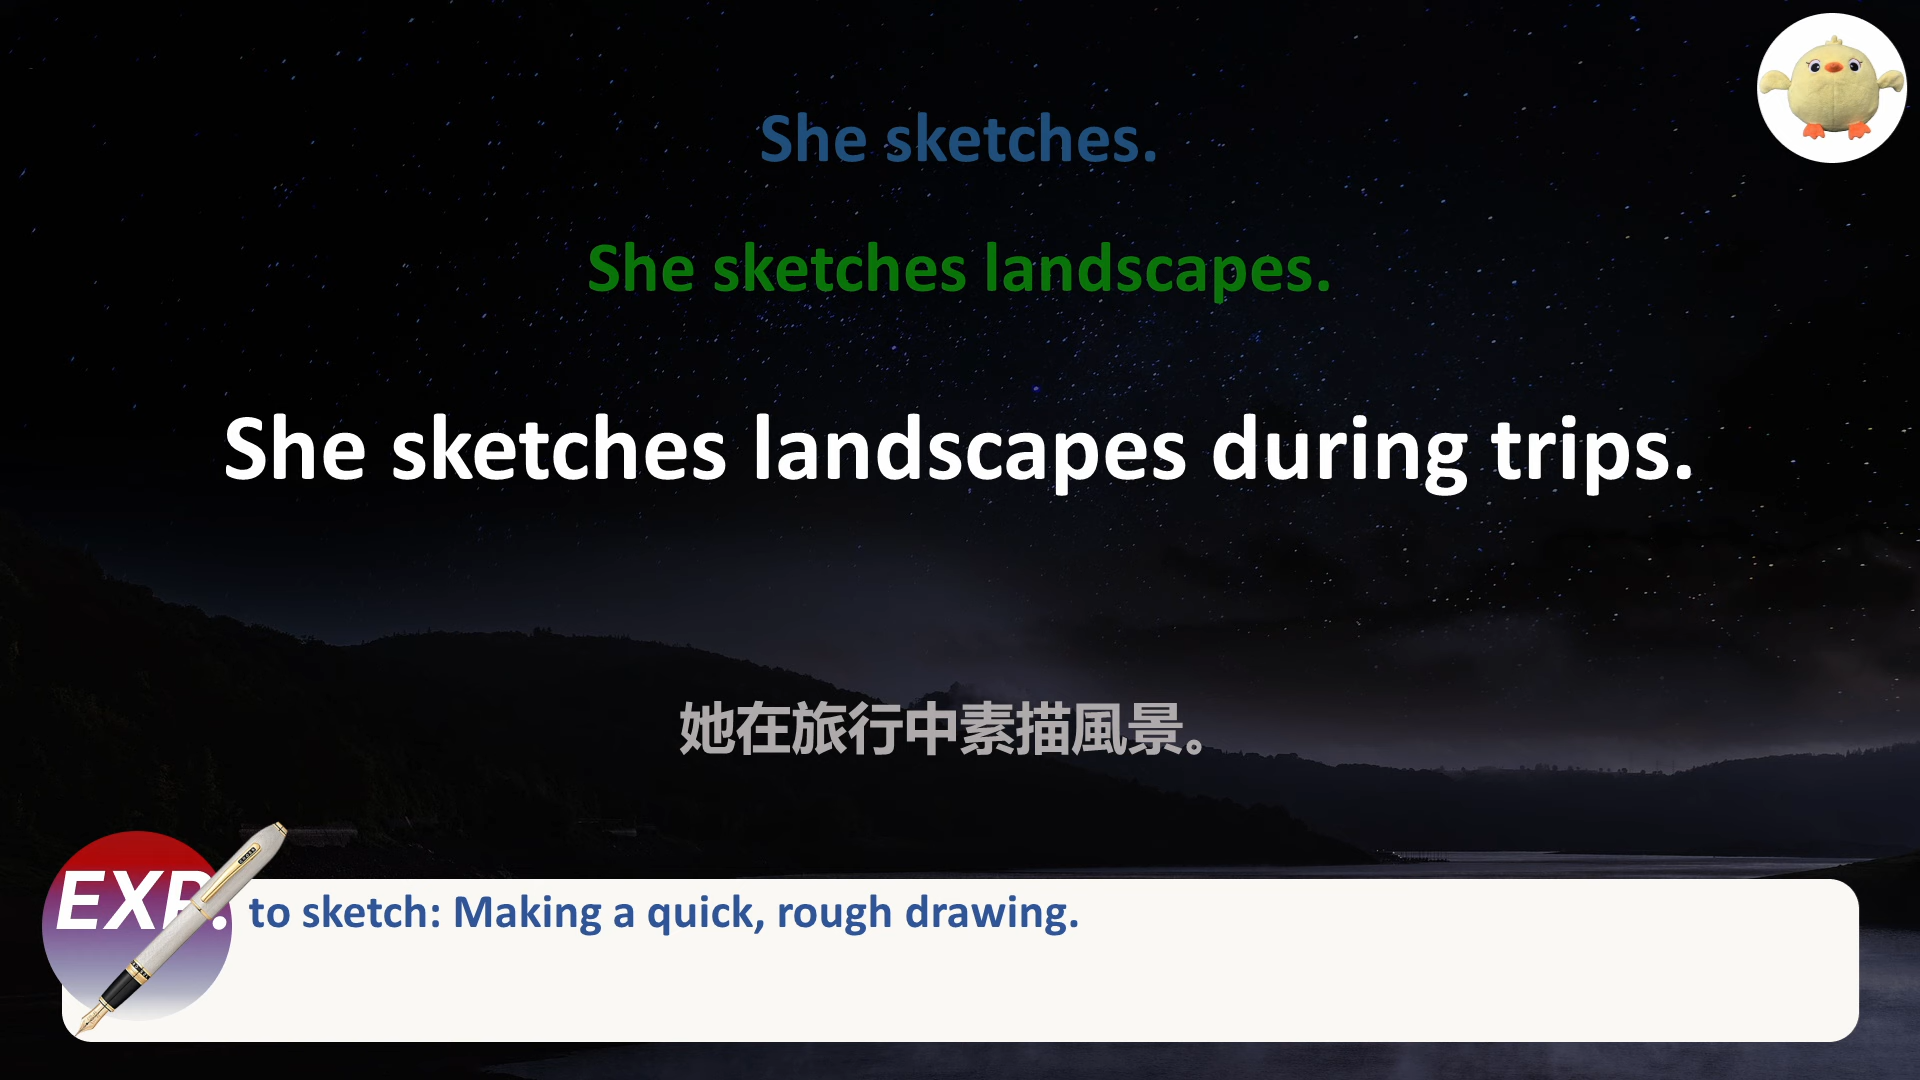 She sketches.
She sketches landscapes.
She sketches landscapes during trips.
她在旅行中素描風景。
EXP.
to sketch: Making a quick, rough drawing.